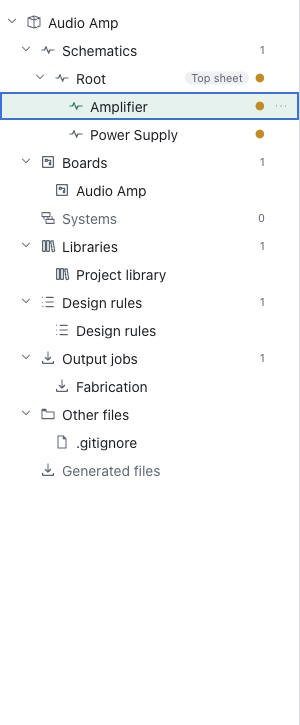 Audio Amp
Schematics 1
Root Top sheet
Amplifier
Power Supply
Boards 1
Audio Amp
Systems 0
Libraries 1
Project library
Design rules 1
Design rules
Output jobs 1
Fabrication
Other files
.gitignore
Generated files